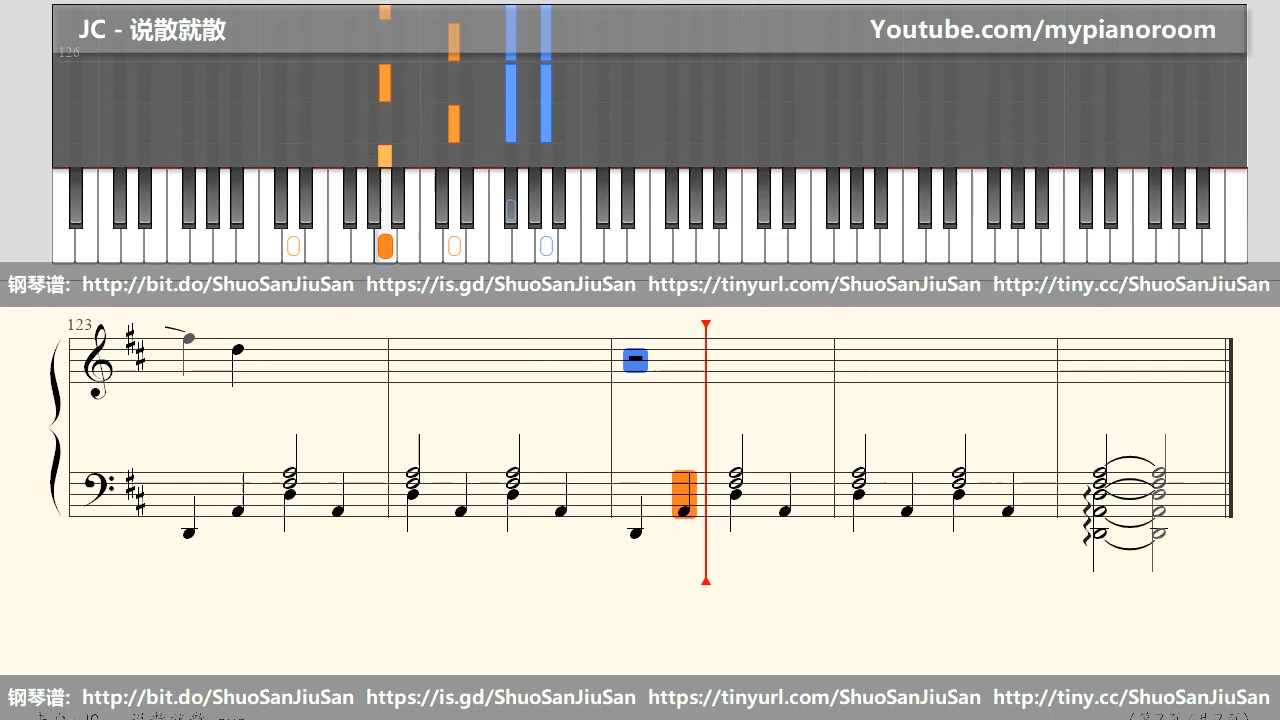 JC - 说散就散
Youtube.com/mypianoroom
126
钢琴谱: http://bit.do/ShuoSanJiuSan https://is.gd/ShuoSanJiuSan https://tinyurl.com/ShuoSanJiuSan http://tiny.cc/ShuoSanJiuSan
123
钢琴谱: http://bit.do/ShuoSanJiuSan https://is.gd/ShuoSanJiuSan https://tinyurl.com/ShuoSanJiuSan http://tiny.cc/ShuoSanJiuSan